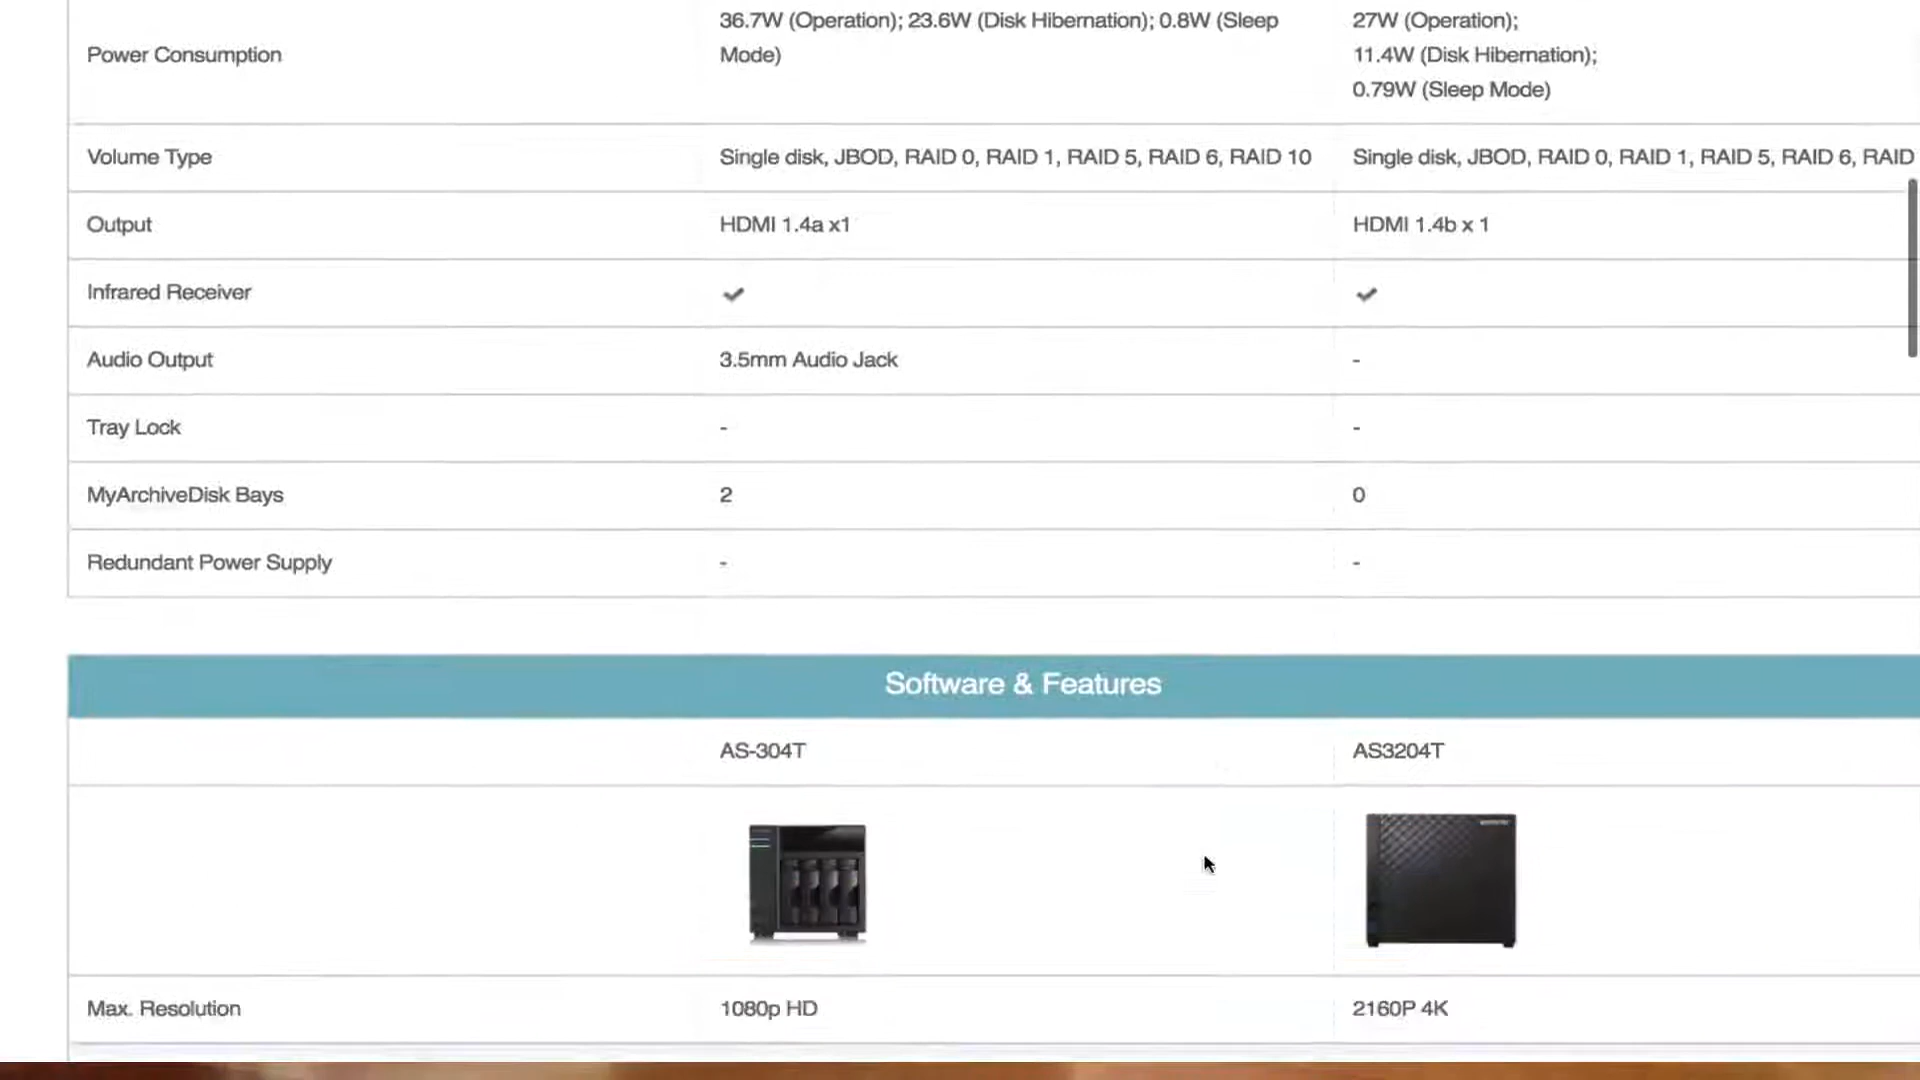 36.7W (Operation); 23.6W (Disk Hibernation); 0.8W (Sleep
27W (Operation);
Power Consumption
Mode)
11.4W (Disk Hibernation);
0.79W (Sleep Mode)
Volume Type
Single disk, JBOD, RAID 0, RAID 1, RAID 5, RAID 6, RAID 10
Single disk, JBOD, RAID 0, RAID 1, RAID 5, RAID 6, RAID
Output
HDMI 1.4a x1
HDMI 1.4b x 1
Infrared Receiver
Audio Output
3.5mm Audio Jack
-
Tray Lock
-
-
MyArchiveDisk Bays
2
0
Redundant Power Supply
-
-
Software & Features
AS-304T
AS3204T
Max. Resolution
1080p HD
2160P 4K